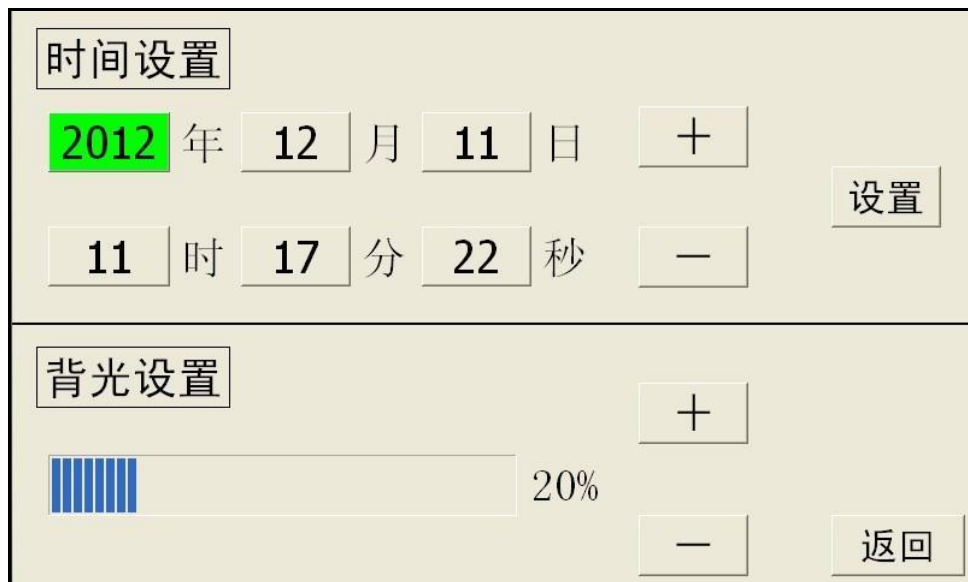 时间设置
2012 年 12 月 11 日 +
设置
11 时 17 分 22 秒 －
背光设置
+
20%
－ 返回